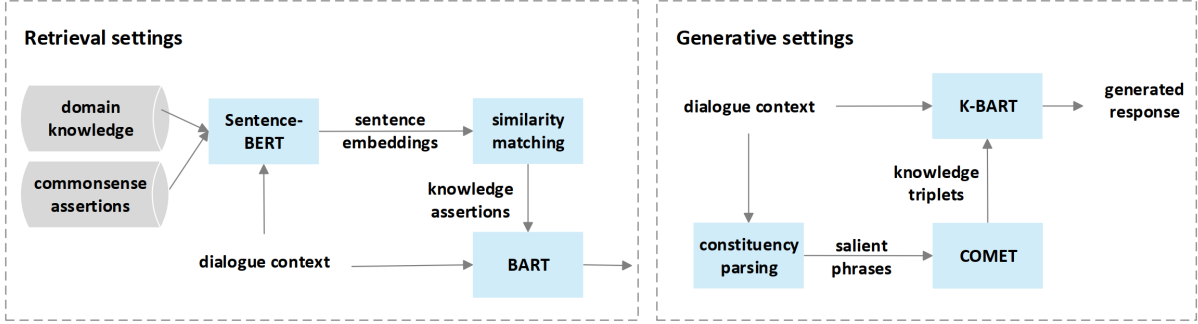 Retrieval settings
domain
knowledge
commonsense
assertions
Sentence-
BERT
sentence
embeddings
similarity
matching
knowledge
assertions
dialogue context
BART
Generative settings
dialogue context
K-BART
generated
response
knowledge
triplets
constituency
parsing
salient
phrases
COMET